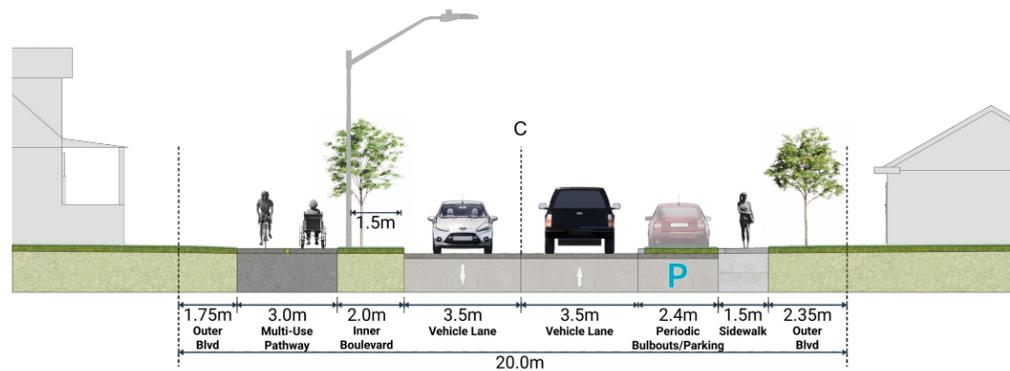 C
1.5m
P
1.75m 3.0m 2.0m 3.5m 3.5m 2.4m 1.5m 2.35m
Outer Multi-Use Inner Vehicle Lane Vehicle Lane Periodic Sidewalk Outer
Blvd Pathway Boulevard Bulbouts/Parking Blvd
20.0m